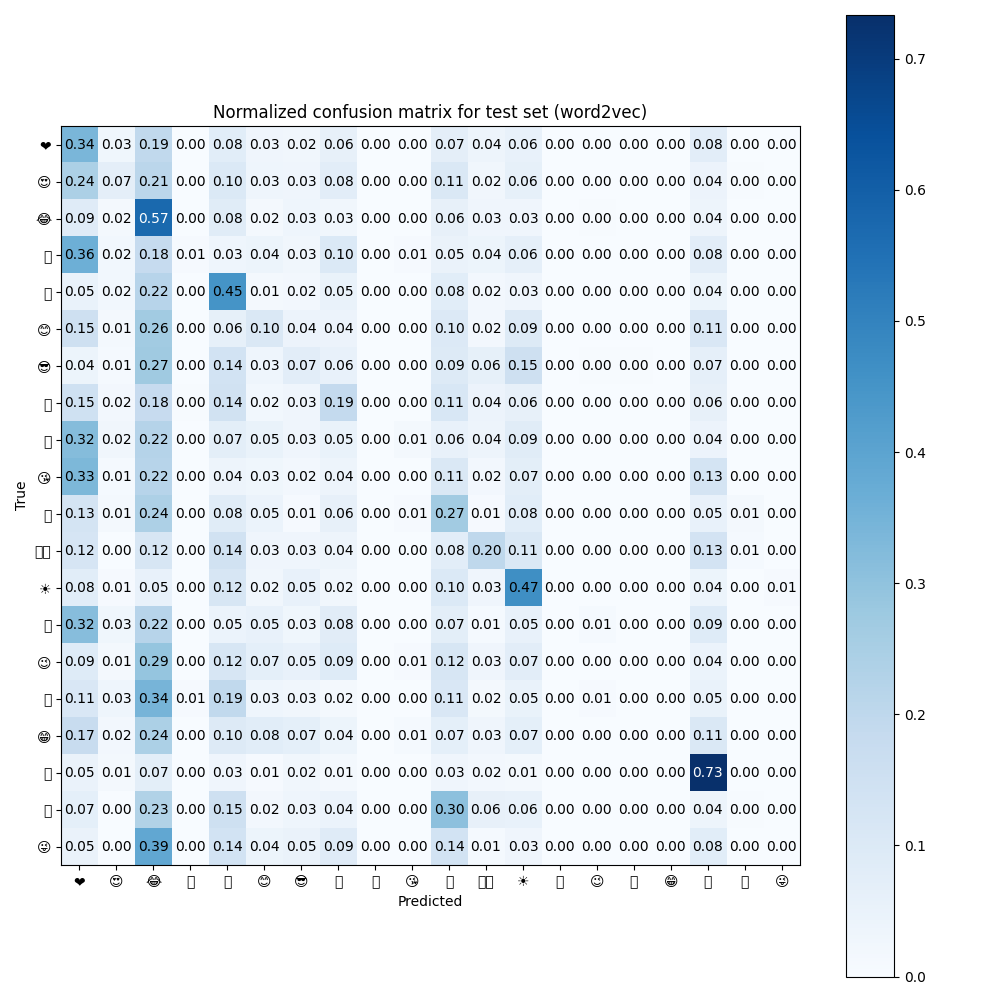 Normalized confusion matrix for test set (word2vec)
❤ 0.34 0.03 0.19 0.00 0.08 0.03 0.02 0.06 0.00 0.00 0.07 0.04 0.06 0.00 0.00 0.00 0.00 0.08 0.00 0.00
😍 0.24 0.07 0.21 0.00 0.10 0.03 0.03 0.08 0.00 0.00 0.11 0.02 0.06 0.00 0.00 0.00 0.00 0.04 0.00 0.00
😂 0.09 0.02 0.57 0.00 0.08 0.02 0.03 0.03 0.00 0.00 0.06 0.03 0.03 0.00 0.00 0.00 0.00 0.04 0.00 0.00
0.36 0.02 0.18 0.01 0.03 0.04 0.03 0.10 0.00 0.01 0.05 0.04 0.06 0.00 0.00 0.00 0.00 0.08 0.00 0.00
0.05 0.02 0.22 0.00 0.45 0.01 0.02 0.05 0.00 0.00 0.08 0.02 0.03 0.00 0.00 0.00 0.00 0.04 0.00 0.00
😊 0.15 0.01 0.26 0.00 0.06 0.10 0.04 0.04 0.00 0.00 0.10 0.02 0.09 0.00 0.00 0.00 0.00 0.11 0.00 0.00
😎 0.04 0.01 0.27 0.00 0.14 0.03 0.07 0.06 0.00 0.00 0.09 0.06 0.15 0.00 0.00 0.00 0.00 0.07 0.00 0.00
0.15 0.02 0.18 0.00 0.14 0.02 0.03 0.19 0.00 0.00 0.11 0.04 0.06 0.00 0.00 0.00 0.00 0.06 0.00 0.00
0.32 0.02 0.22 0.00 0.07 0.05 0.03 0.05 0.00 0.01 0.06 0.04 0.09 0.00 0.00 0.00 0.00 0.04 0.00 0.00
😘 0.33 0.01 0.22 0.00 0.04 0.03 0.02 0.04 0.00 0.00 0.11 0.02 0.07 0.00 0.00 0.00 0.00 0.13 0.00 0.00
0.13 0.01 0.24 0.00 0.08 0.05 0.01 0.06 0.00 0.01 0.27 0.01 0.08 0.00 0.00 0.00 0.00 0.05 0.01 0.00
0.12 0.00 0.12 0.00 0.14 0.03 0.03 0.04 0.00 0.00 0.08 0.20 0.11 0.00 0.00 0.00 0.00 0.13 0.01 0.00
☀ 0.08 0.01 0.05 0.00 0.12 0.02 0.05 0.02 0.00 0.00 0.10 0.03 0.47 0.00 0.00 0.00 0.00 0.04 0.00 0.01
0.32 0.03 0.22 0.00 0.05 0.05 0.03 0.08 0.00 0.00 0.07 0.01 0.05 0.00 0.01 0.00 0.00 0.09 0.00 0.00
😉 0.09 0.01 0.29 0.00 0.12 0.07 0.05 0.09 0.00 0.01 0.12 0.03 0.07 0.00 0.00 0.00 0.00 0.04 0.00 0.00
0.11 0.03 0.34 0.01 0.19 0.03 0.03 0.02 0.00 0.00 0.11 0.02 0.05 0.00 0.01 0.00 0.00 0.05 0.00 0.00
😁 0.17 0.02 0.24 0.00 0.10 0.08 0.07 0.04 0.00 0.01 0.07 0.03 0.07 0.00 0.00 0.00 0.00 0.11 0.00 0.00
0.05 0.01 0.07 0.00 0.03 0.01 0.02 0.01 0.00 0.00 0.03 0.02 0.01 0.00 0.00 0.00 0.00 0.73 0.00 0.00
0.07 0.00 0.23 0.00 0.15 0.02 0.03 0.04 0.00 0.00 0.30 0.06 0.06 0.00 0.00 0.00 0.00 0.04 0.00 0.00
😜 0.05 0.00 0.39 0.00 0.14 0.04 0.05 0.09 0.00 0.00 0.14 0.01 0.03 0.00 0.00 0.00 0.00 0.08 0.00 0.00
❤ 😍 😂 😊 😎 😘 ☀ 😉 😁 😜
Predicted
True
0.7
0.6
0.5
0.4
0.3
0.2
0.1
0.0